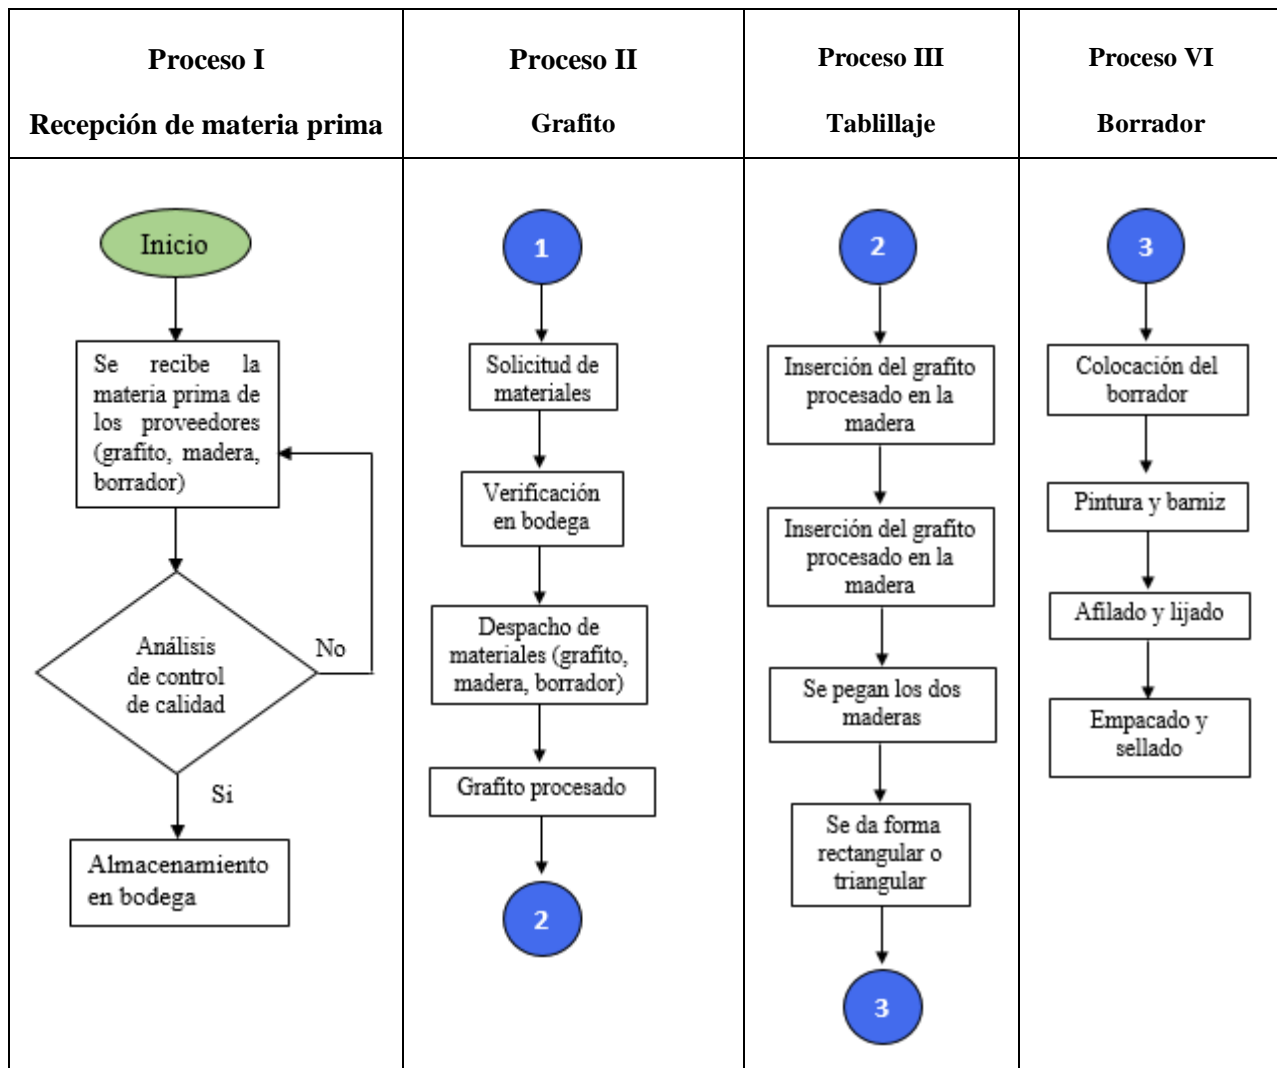 Proceso I
Recepción de materia prima
Proceso II
Grafito
Proceso III
Tablillaje
Proceso VI
Borrador
Inicio
Se recibe la
materia prima de
los proveedores
(grafito, madera,
borrador)
Análisis
de control
de calidad
No
Si
Almacenamiento
en bodega
1
Solicitud de
materiales
Verificación
en bodega
Despacho de
materiales (grafito,
madera, borrador)
Grafito procesado
2
2
Inserción del grafito
procesado en la
madera
Inserción del grafito
procesado en la
madera
Se pegan los dos
maderas
Se da forma
rectangular o
triangular
3
3
Colocación del
borrador
Pintura y barniz
Afilado y lijado
Empacado y
sellado